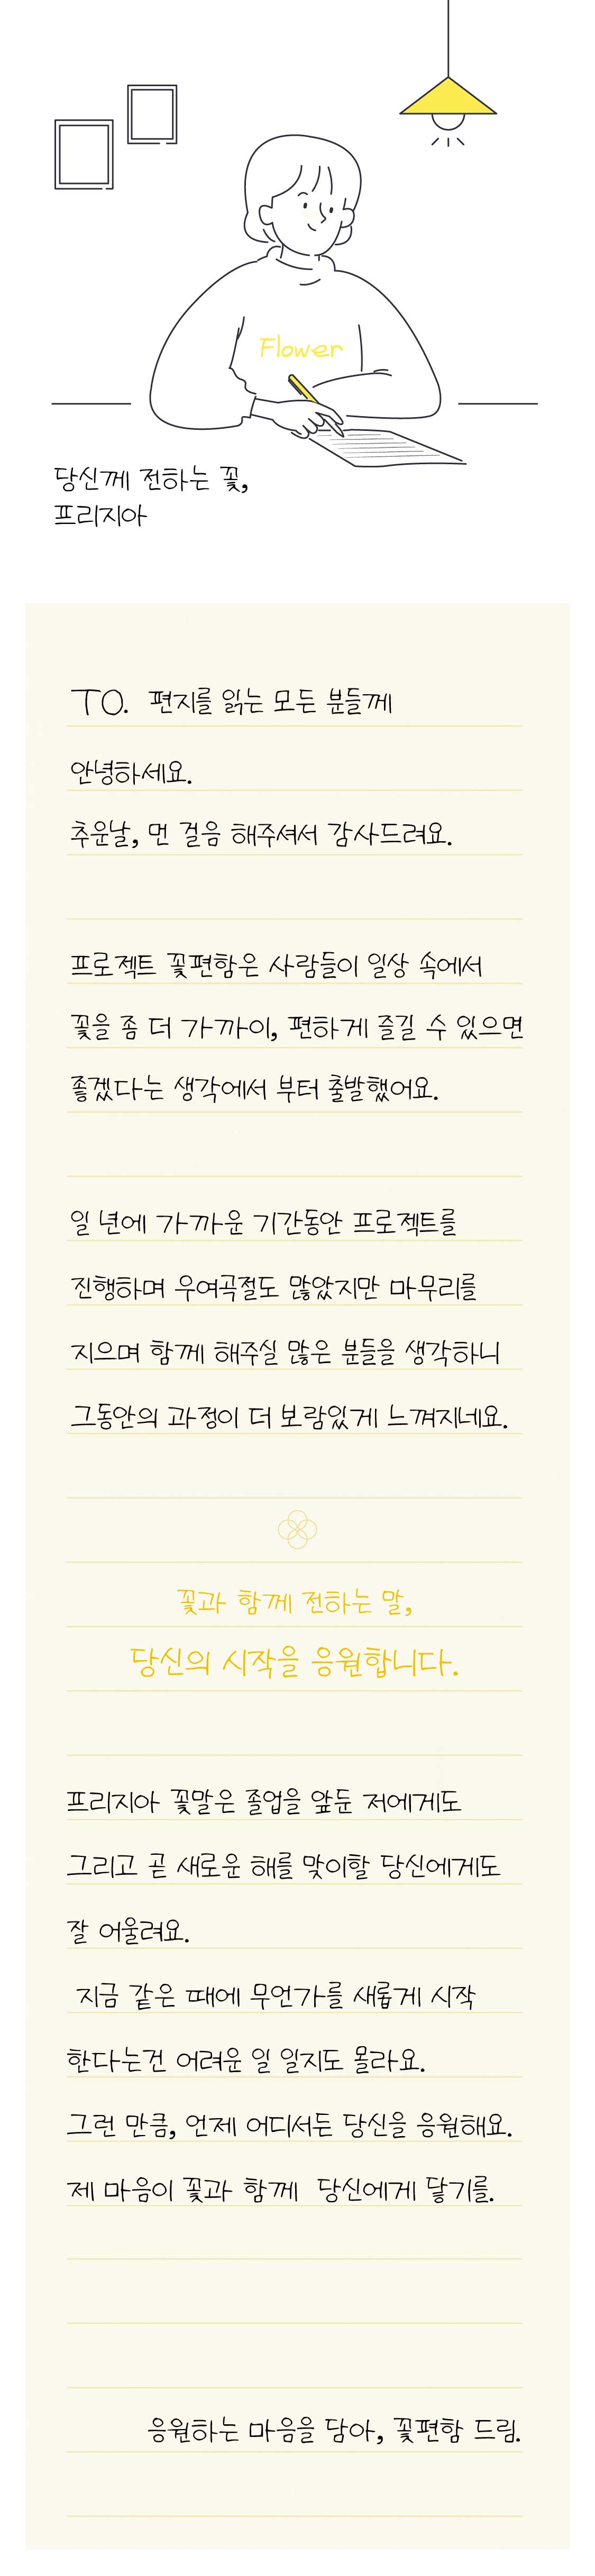 Flower
당신께 전하는 꽃,
프리지아
TO. 편지를 읽는 모든 분들께
안녕하세요.
추운날, 먼 걸음 해주셔서 감사드려요.
프로젝트 꽃편함은 사람들이 일상 속에서
꽃을 좀 더 가까이, 편하게 즐길 수 있으면
좋겠다는 생각에서 부터 출발했어요.
일 년에 가까운 기간동안 프로젝트를
진행하며 우여곡절도 많았지만 마무리를
지으며 함께 해주실 많은 분들을 생각하니
그동안의 과정이 더 보람있게 느껴지네요.
꽃과 함께 전하는 말,
당신의 시작을 응원합니다.
프리지아 꽃말은 졸업을 앞둔 저에게도
그리고 곧 새로운 해를 맞이할 당신에게도
잘 어울려요.
지금 같은 때에 무언가를 새롭게 시작
한다는건 어려운 일 일지도 몰라요.
그런 만큼, 언제 어디서든 당신을 응원해요.
제 마음이 꽃과 함께 당신에게 닿기를.
응원하는 마음을 담아, 꽃편함 드림.